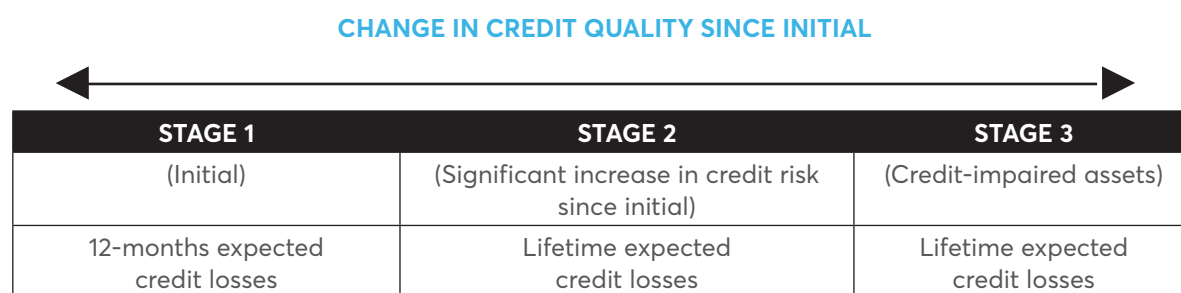 CHANGE IN CREDIT QUALITY SINCE INITIAL
STAGE 1
STAGE 2
STAGE 3
(Initial)
(Significant increase in credit risk
since initial)
(Credit-impaired assets)
12-months expected
credit losses
Lifetime expected
credit losses
Lifetime expected
credit losses